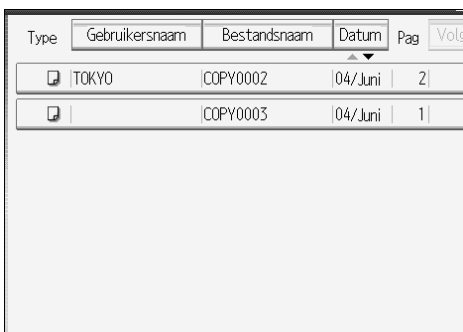 Type Gebruikersnaam Bestandsnaam Datum Pag
TOKYO COPY0002 04/Juni 2
COPY0003 04/Juni 1